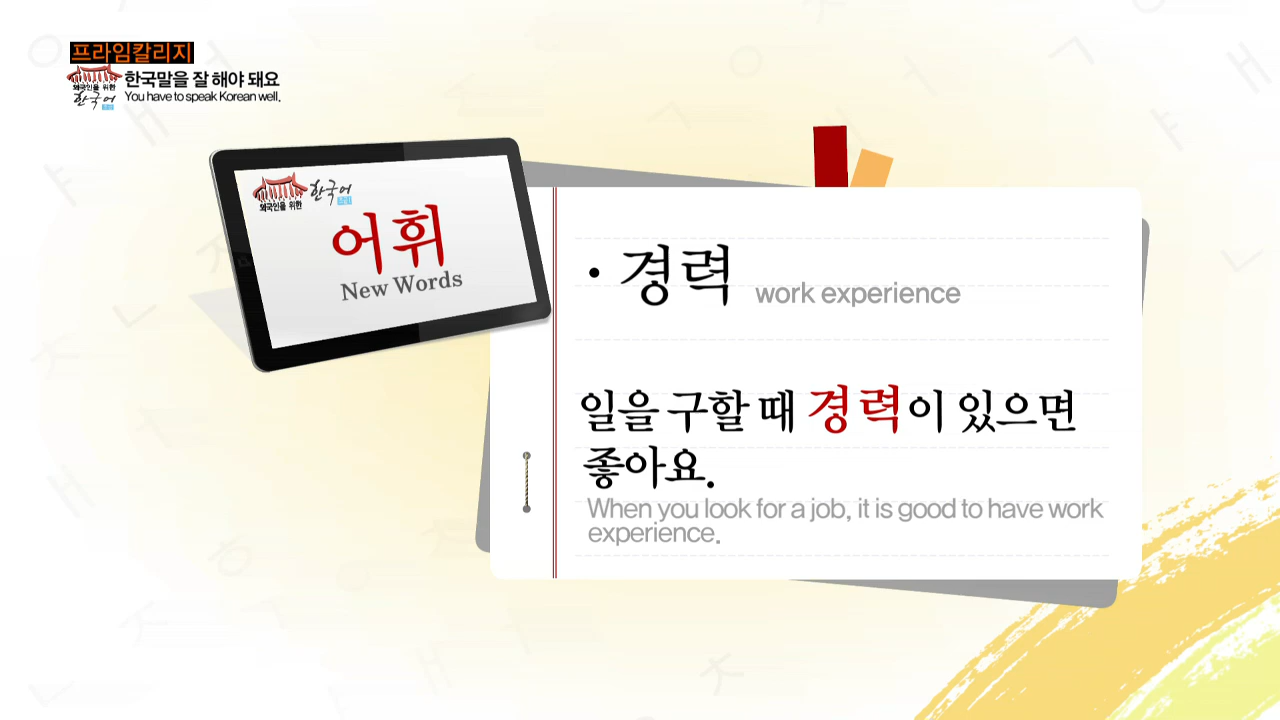 프라임칼리지
외국인을 위한
한국어
한국말을 잘 해야 돼요
You have to speak Korean well.
외국인을 위한
한국어
어휘
New Words
· 경력 work experience
일을 구할 때 경력이 있으면
좋아요.
When you look for a job, it is good to have work
experience.